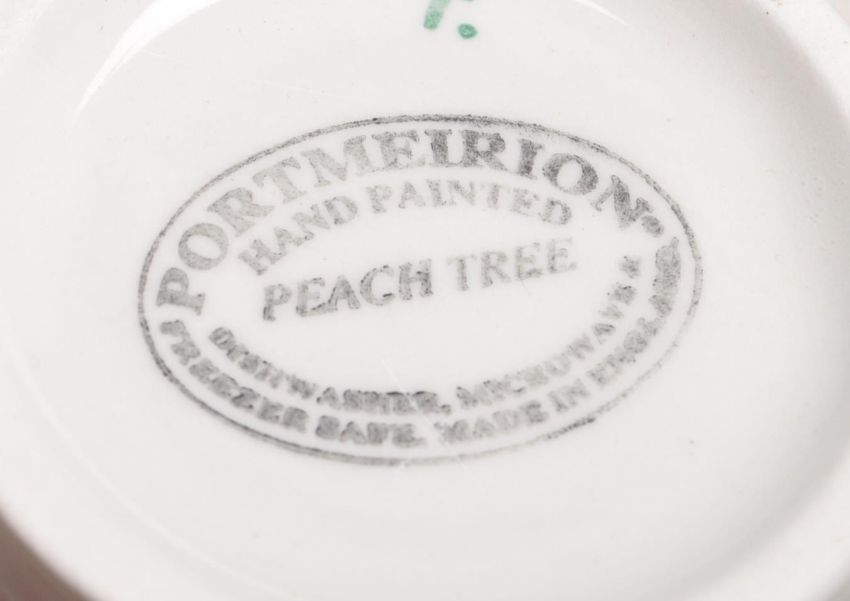 PORTMEIRION®
HAND PAINTED
PEACH TREE
DISHWASHER, MICROWAVE &
FREEZER SAFE. MADE IN ENGLAND